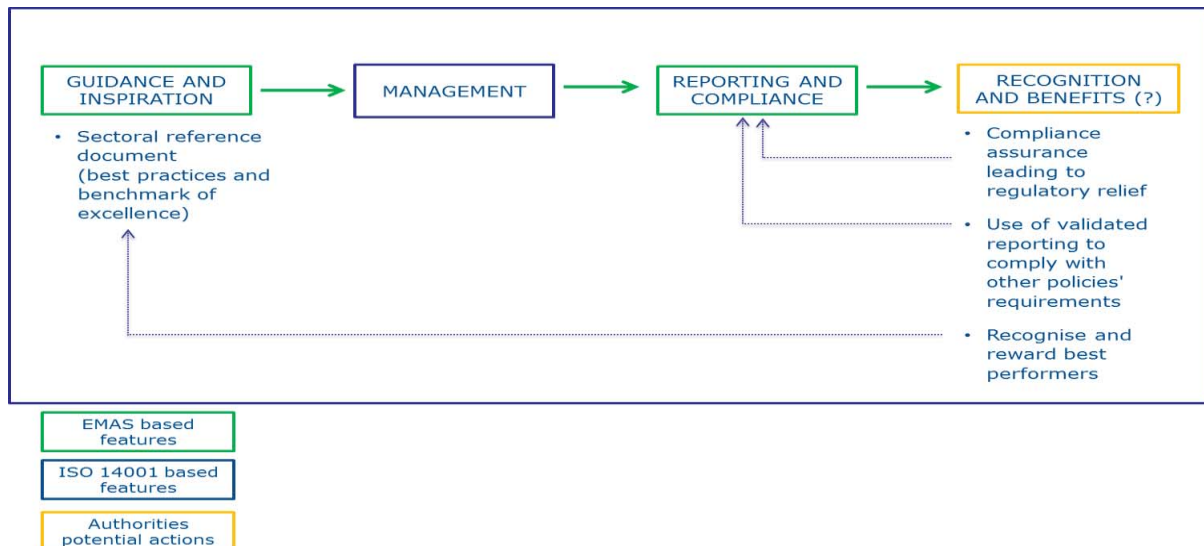 GUIDANCE AND
INSPIRATION
MANAGEMENT
REPORTING AND
COMPLIANCE
RECOGNITION
AND BENEFITS (?)
• Sectoral reference
document
(best practices and
benchmark of
excellence)
• Compliance
assurance
leading to
regulatory relief
• Use of validated
reporting to
comply with
other policies'
requirements
• Recognise and
reward best
performers
EMAS based
features
ISO 14001 based
features
Authorities
potential actions